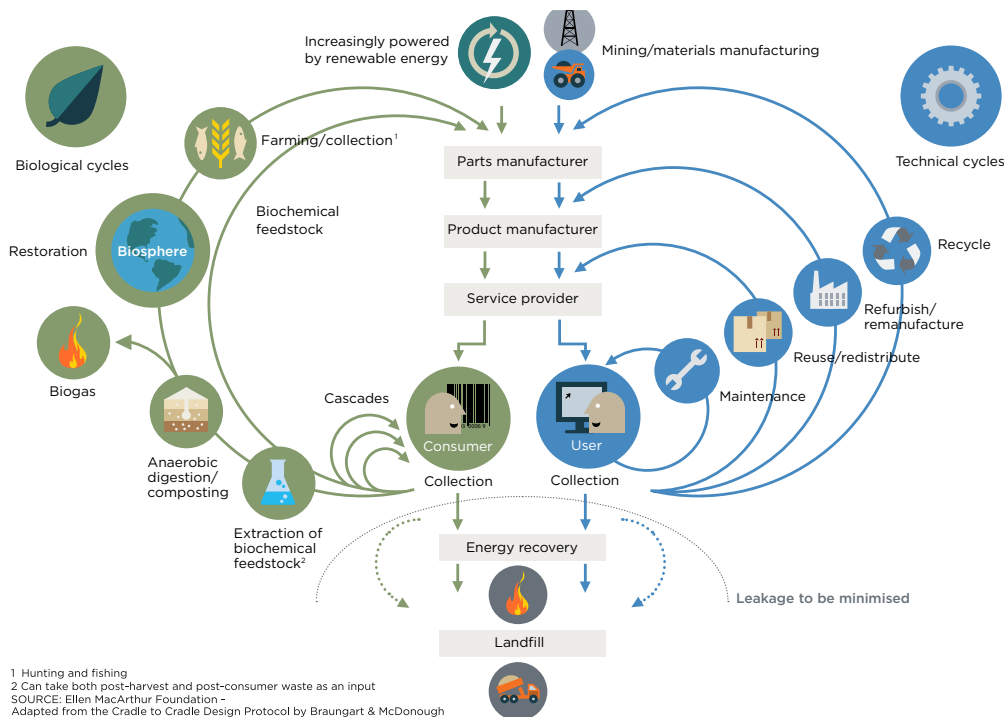 Increasingly powered
by renewable energy
Mining/materials manufacturing
Biological cycles
Technical cycles
Farming/collection¹
Parts manufacturer
Biochemical
feedstock
Restoration
Biosphere
Product manufacturer
Recycle
Service provider
Refurbish/
remanufacture
Biogas
Reuse/redistribute
Cascades
Maintenance
Consumer
User
Anaerobic
digestion/
composting
Collection
Collection
Extraction of
biochemical
feedstock²
Energy recovery
Leakage to be minimised
Landfill
1 Hunting and fishing
2 Can take both post-harvest and post-consumer waste as an input
SOURCE: Ellen MacArthur Foundation –
Adapted from the Cradle to Cradle Design Protocol by Braungart & McDonough